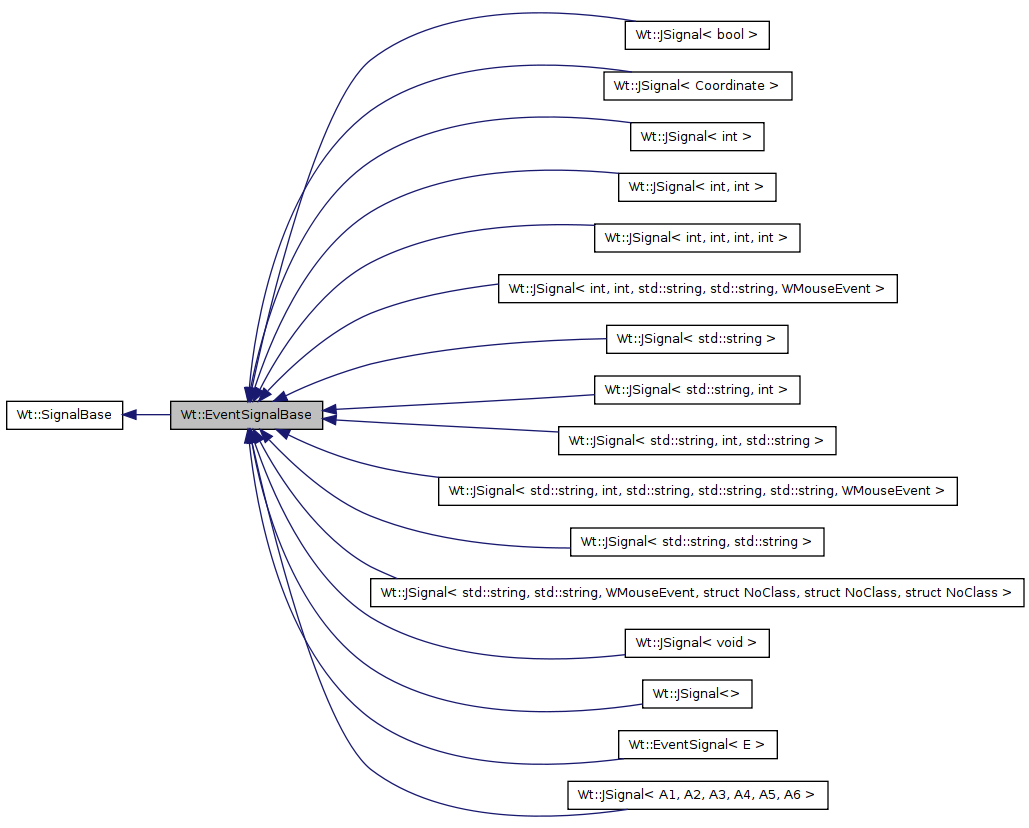 Wt::JSignal< bool >
Wt::JSignal< Coordinate >
Wt::JSignal< int >
Wt::JSignal< int, int >
Wt::JSignal< int, int, int, int >
Wt::JSignal< int, int, std::string, std::string, WMouseEvent >
Wt::JSignal< std::string >
Wt::JSignal< std::string, int >
Wt::SignalBase
Wt::EventSignalBase
Wt::JSignal< std::string, int, std::string >
Wt::JSignal< std::string, int, std::string, std::string, std::string, WMouseEvent >
Wt::JSignal< std::string, std::string >
Wt::JSignal< std::string, std::string, WMouseEvent, struct NoClass, struct NoClass, struct NoClass >
Wt::JSignal< void >
Wt::JSignal<>
Wt::EventSignal< E >
Wt::JSignal< A1, A2, A3, A4, A5, A6 >